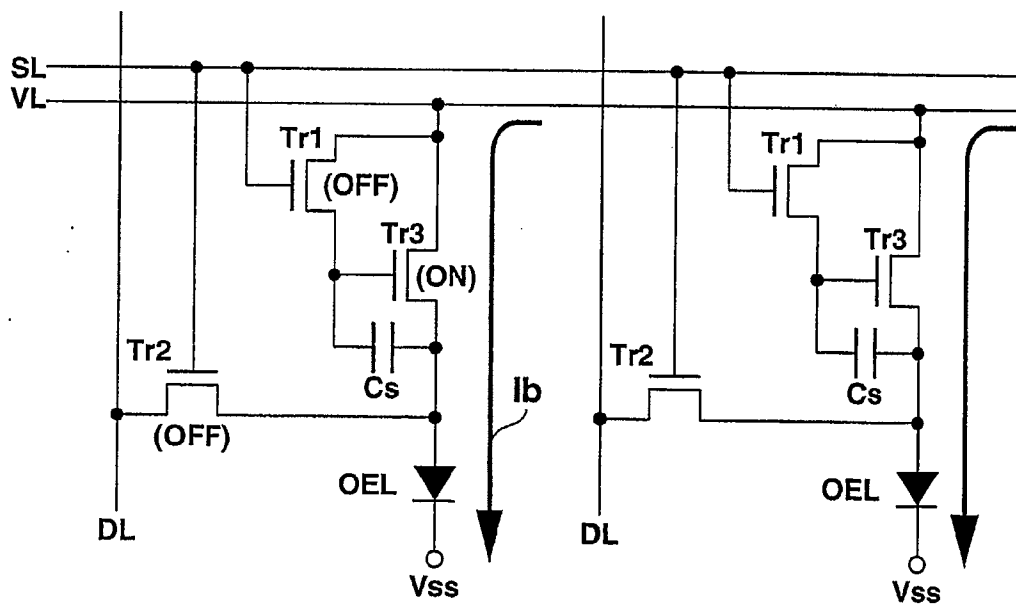 SL
VL
Tr1
(OFF)
Tr3
(ON)
Tr2
(OFF)
Cs
Ib
OEL
DL
Vss
Tr1
Tr3
Tr2
Cs
OEL
DL
Vss